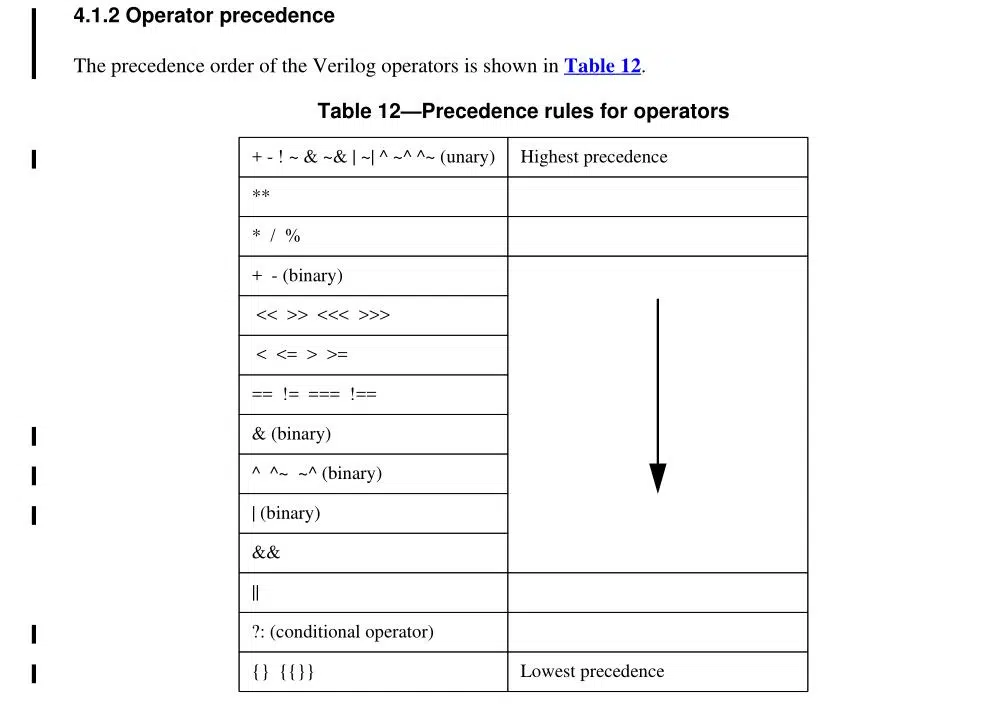 4.1.2 Operator precedence
The precedence order of the Verilog operators is shown in Table 12.
Table 12—Precedence rules for operators
+ - ! ~ & ~& | ~| ^ ~^ ^~ (unary) Highest precedence
**
* / %
+ - (binary)
<< >> <<< >>>
< <= > >=
== != === !==
& (binary)
^ ^~ ~^ (binary)
| (binary)
&&
||
?: (conditional operator)
{} {{}} Lowest precedence